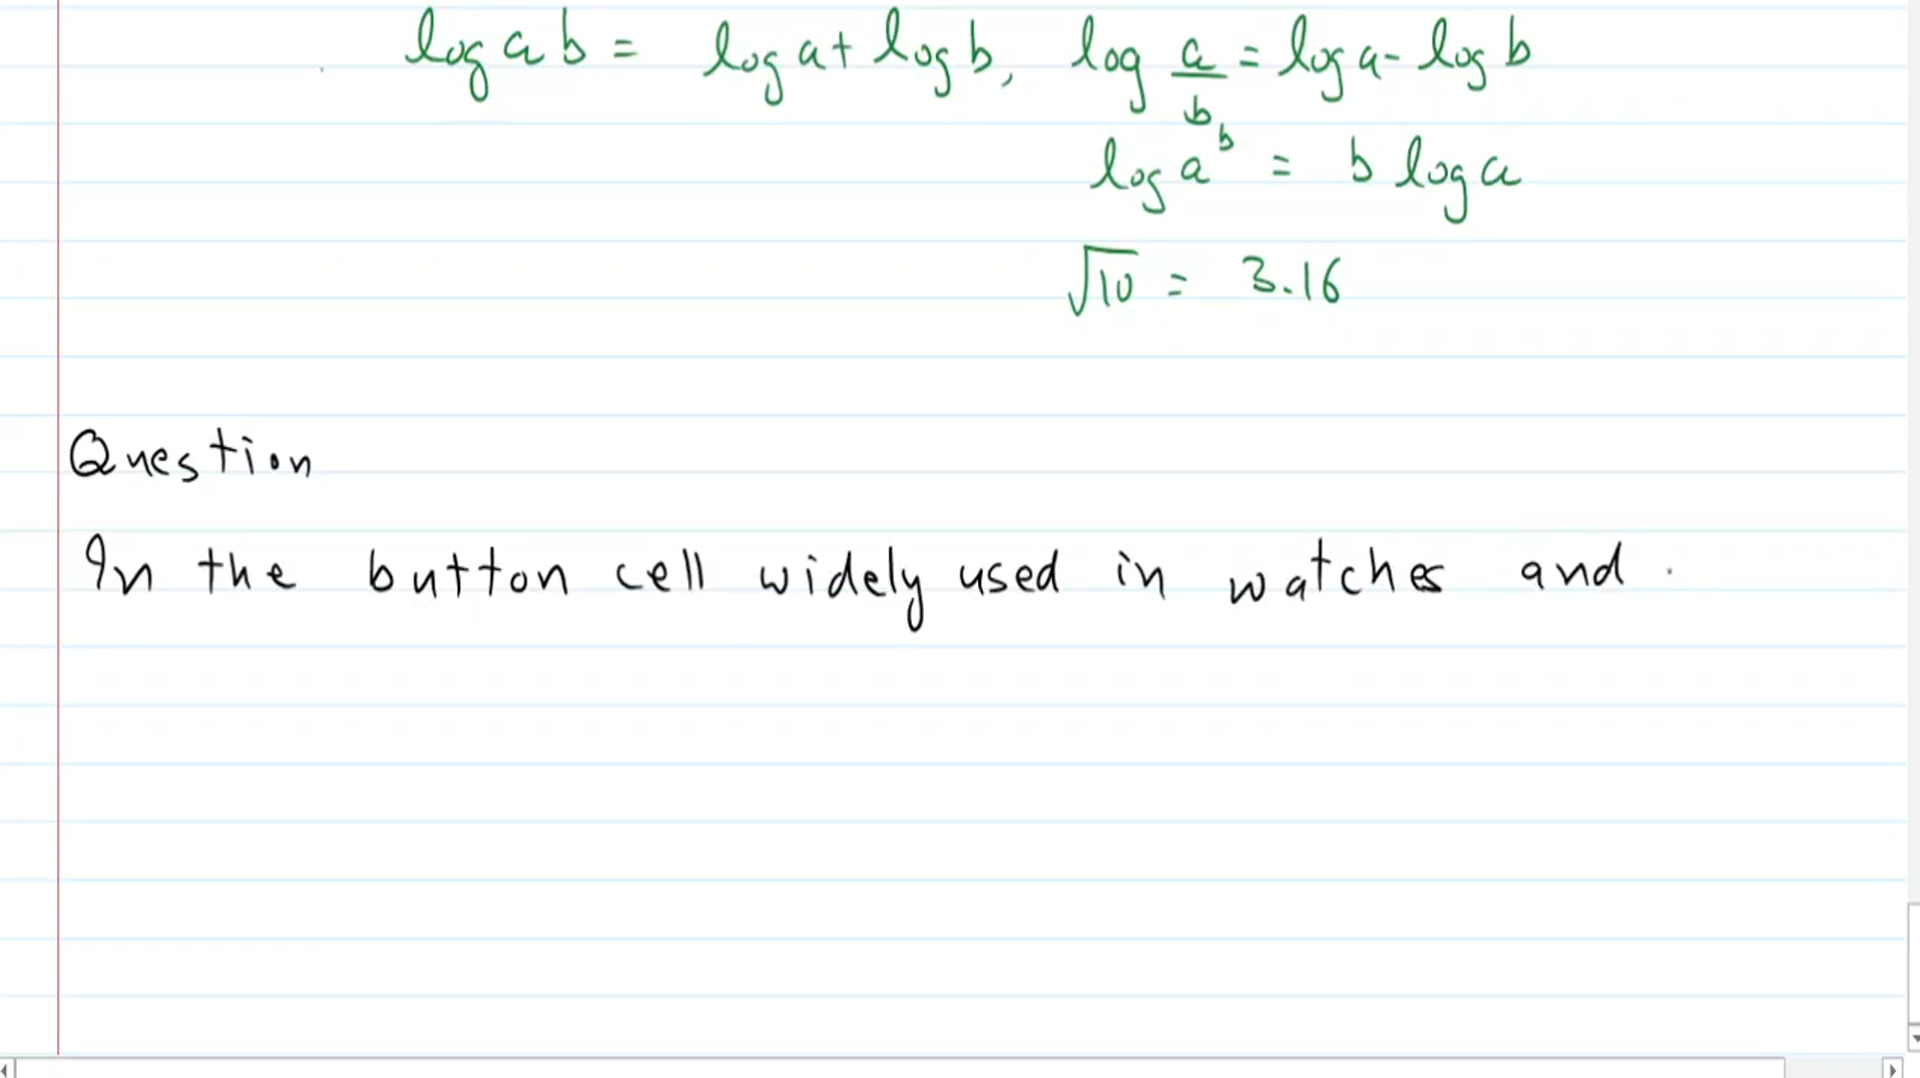 log ab = log a + log b, log a/b = log a - log b
log a^b = b log a
√10 = 3.16
Question
In the button cell widely used in watches and